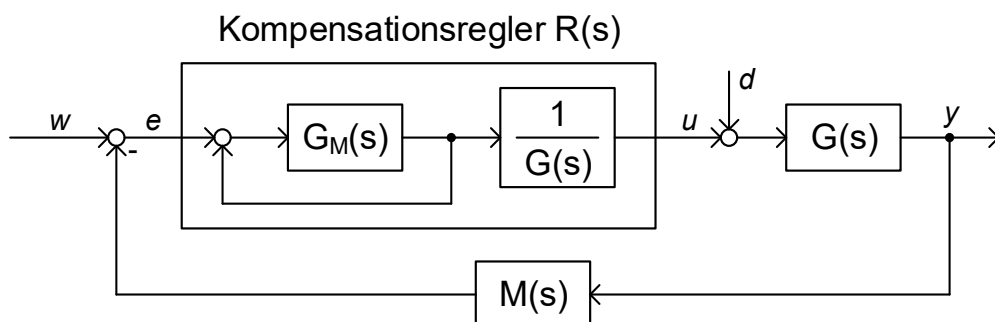 Kompensationsregler R(s)
w
e
-
G_M(s)
1
G(s)
u
d
G(s)
y
M(s)